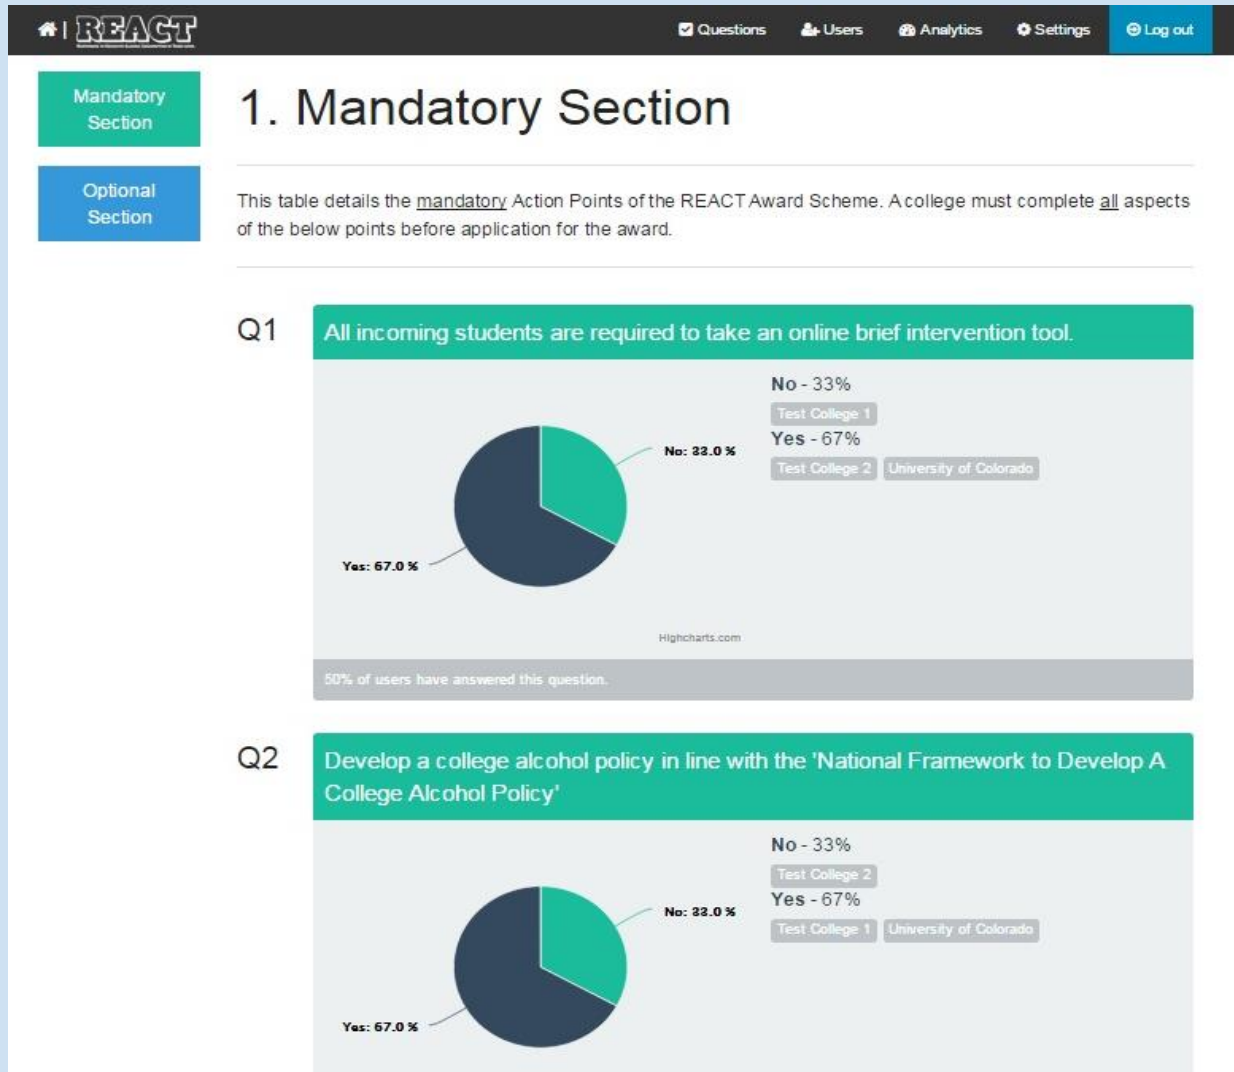 REACT
Questions
Users
Analytics
Settings
Log out
Mandatory
Section
Optional
Section
1. Mandatory Section
This table details the mandatory Action Points of the REACT Award Scheme. A college must complete all aspects
of the below points before application for the award.
Q1
All incoming students are required to take an online brief intervention tool.
No: 33.0 %
Yes: 67.0 %
No - 33%
Test College 1
Yes - 67%
Test College 2 University of Colorado
Highcharts.com
50% of users have answered this question.
Q2
Develop a college alcohol policy in line with the 'National Framework to Develop A
College Alcohol Policy'
No: 33.0 %
Yes: 67.0 %
No - 33%
Test College 2
Yes - 67%
Test College 1 University of Colorado